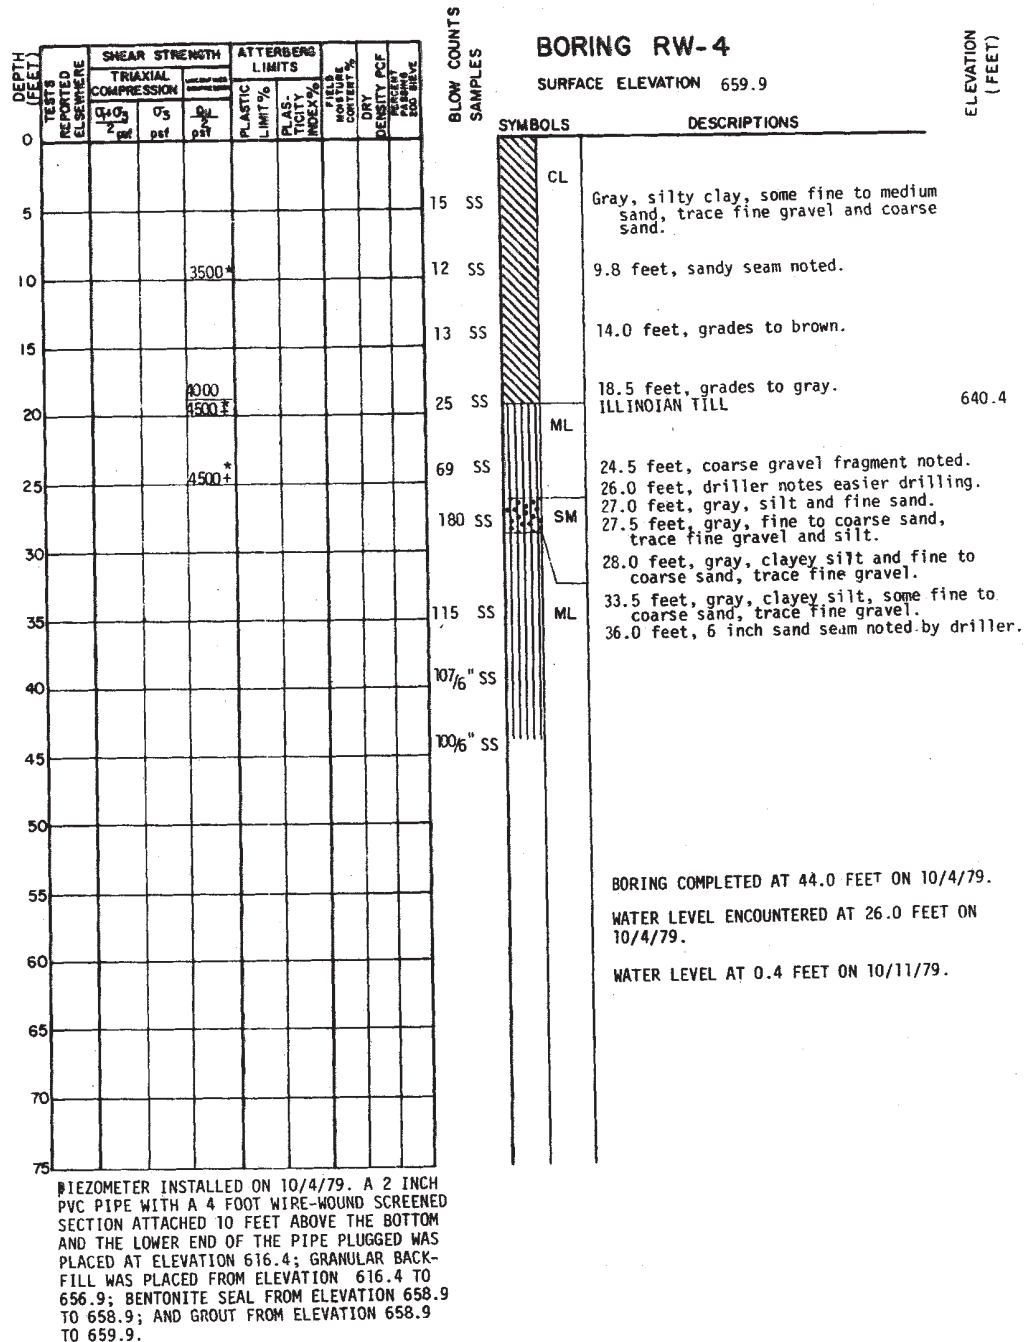 BORING RW-4
SURFACE ELEVATION 659.9
DEPTH (FEET)
TESTS REPORTED ELSEWHERE
SHEAR STRENGTH
TRIAXIAL COMPRESSION
σ1+σ3 / 2 psf
σ3 psf
psf
ATTERBERG LIMITS
PLASTIC LIMIT %
PLAS- TICITY INDEX %
FIELD MOISTURE CONTENT %
DRY DENSITY PCF
PERCENT PASSING 200 SIEVE
BLOW COUNTS
SAMPLES
SYMBOLS
DESCRIPTIONS
ELEVATION (FEET)
0
CL
Gray, silty clay, some fine to medium
sand, trace fine gravel and coarse
sand.
15 SS
5
3500*
12 SS
9.8 feet, sandy seam noted.
10
13 SS
14.0 feet, grades to brown.
15
4000
4500 ‡
25 SS
18.5 feet, grades to gray.
ILLINOIAN TILL
640.4
20
ML
*
4500+
69 SS
24.5 feet, coarse gravel fragment noted.
25
26.0 feet, driller notes easier drilling.
27.0 feet, gray, silt and fine sand.
180 SS
SM
27.5 feet, gray, fine to coarse sand,
trace fine gravel and silt.
30
28.0 feet, gray, clayey silt and fine to
coarse sand, trace fine gravel.
115 SS
ML
33.5 feet, gray, clayey silt, some fine to
coarse sand, trace fine gravel.
35
36.0 feet, 6 inch sand seam noted by driller.
107/6" SS
40
100/6" SS
45
50
BORING COMPLETED AT 44.0 FEET ON 10/4/79.
55
WATER LEVEL ENCOUNTERED AT 26.0 FEET ON
10/4/79.
60
WATER LEVEL AT 0.4 FEET ON 10/11/79.
65
70
75
PIEZOMETER INSTALLED ON 10/4/79. A 2 INCH
PVC PIPE WITH A 4 FOOT WIRE-WOUND SCREENED
SECTION ATTACHED 10 FEET ABOVE THE BOTTOM
AND THE LOWER END OF THE PIPE PLUGGED WAS
PLACED AT ELEVATION 616.4; GRANULAR BACK-
FILL WAS PLACED FROM ELEVATION 616.4 TO
656.9; BENTONITE SEAL FROM ELEVATION 658.9
TO 658.9; AND GROUT FROM ELEVATION 658.9
TO 659.9.